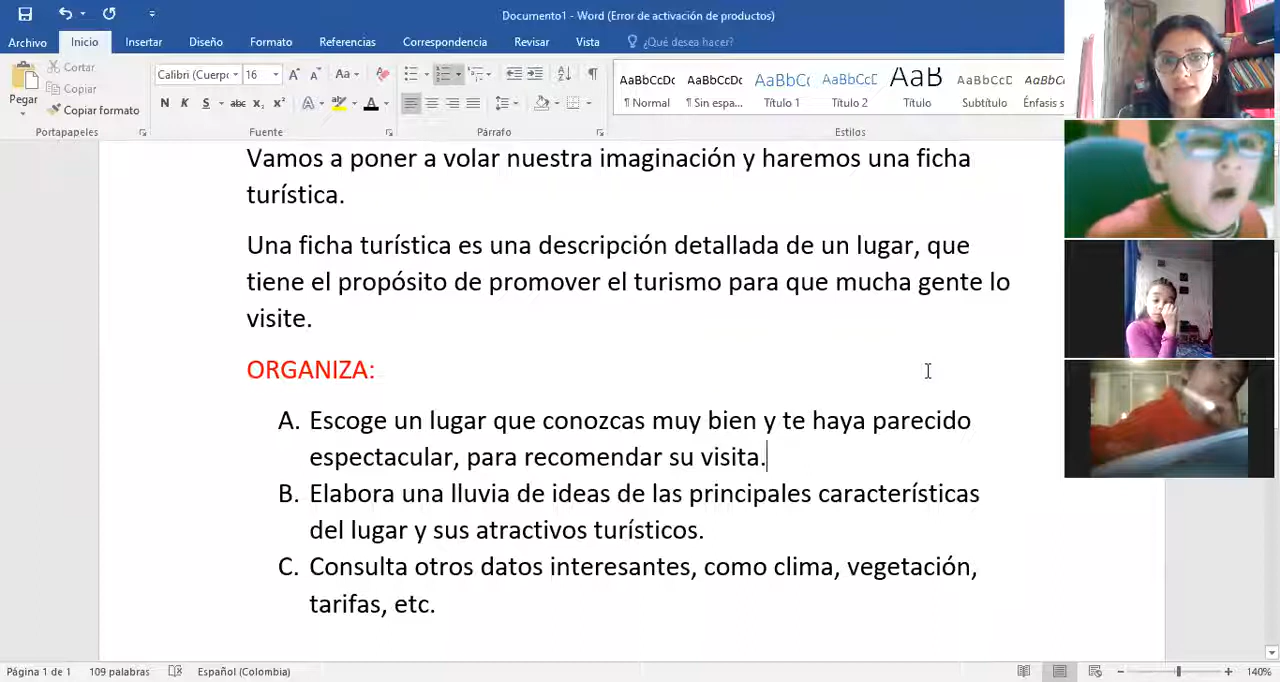 Documento1 - Word (Error de activación de productos)
Archivo Inicio Insertar Diseño Formato Referencias Correspondencia Revisar Vista ¿Qué desea hacer?
Pegar
Cortar
Copiar
Copiar formato
Portapapeles
Calibri (Cuerpo 16
Aa
N K S abc x₂ x²
Fuente
Párrafo
AaBbCcDc AaBbCcDc AaBbC AaBbCcD AaB AaBbCcD AaBbC
¶ Normal ¶ Sin espa... Título 1 Título 2 Título Subtítulo Énfasis s
Estilos
Vamos a poner a volar nuestra imaginación y haremos una ficha
turística.
Una ficha turística es una descripción detallada de un lugar, que
tiene el propósito de promover el turismo para que mucha gente lo
visite.
ORGANIZA:
A. Escoge un lugar que conozcas muy bien y te haya parecido
espectacular, para recomendar su visita.
B. Elabora una lluvia de ideas de las principales características
del lugar y sus atractivos turísticos.
C. Consulta otros datos interesantes, como clima, vegetación,
tarifas, etc.
Página 1 de 1 109 palabras Español (Colombia) 140%